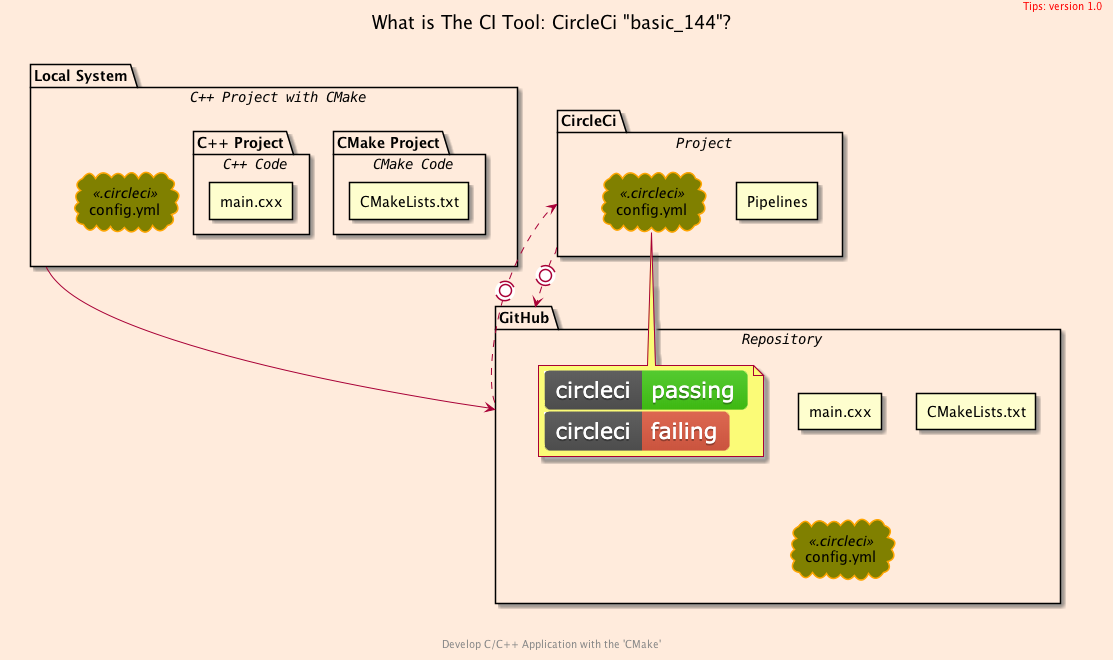 Tips: version 1.0
What is The CI Tool: CircleCi "basic_144"?
Local System
C++ Project with CMake
C++ Project
C++ Code
main.cxx
CMake Project
CMake Code
CMakeLists.txt
«.circleci»
config.yml
CircleCi
Project
«.circleci»
config.yml
Pipelines
GitHub
Repository
circleci passing
circleci failing
main.cxx
CMakeLists.txt
«.circleci»
config.yml
Develop C/C++ Application with the 'CMake'